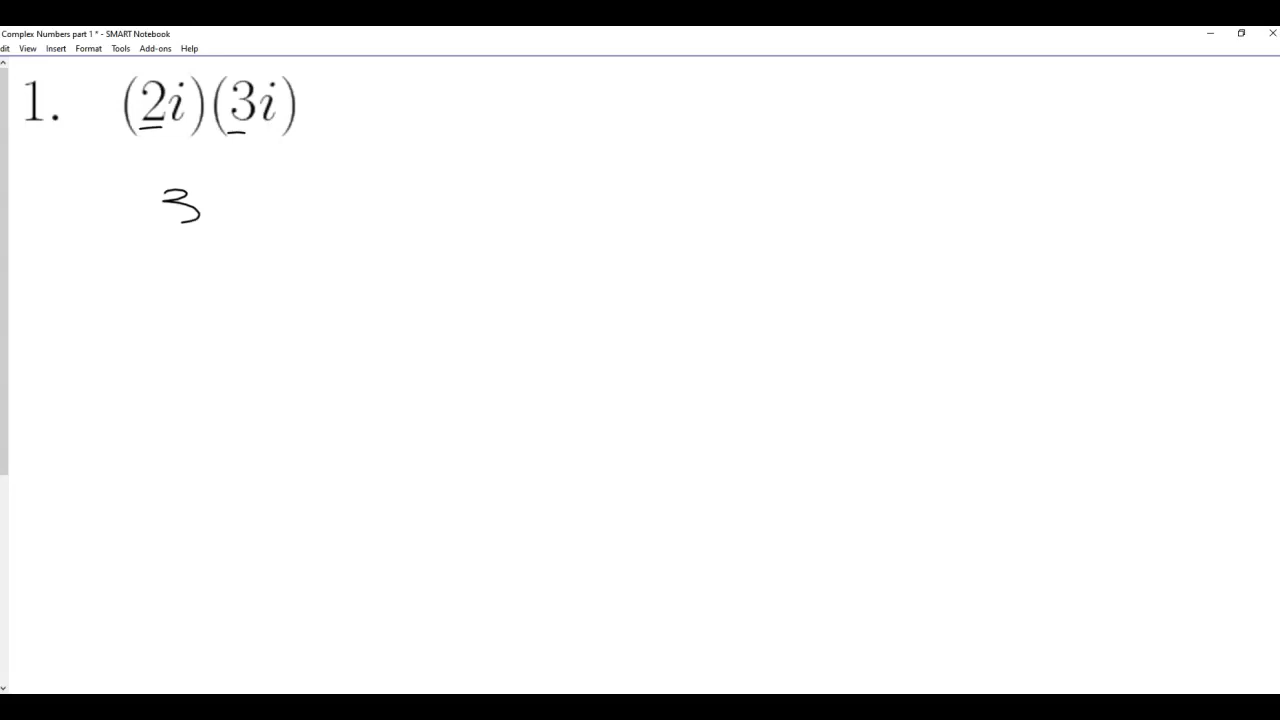 Complex Numbers part 1 * - SMART Notebook
dit View Insert Format Tools Add-ons Help
1. (2i)(3i)
3